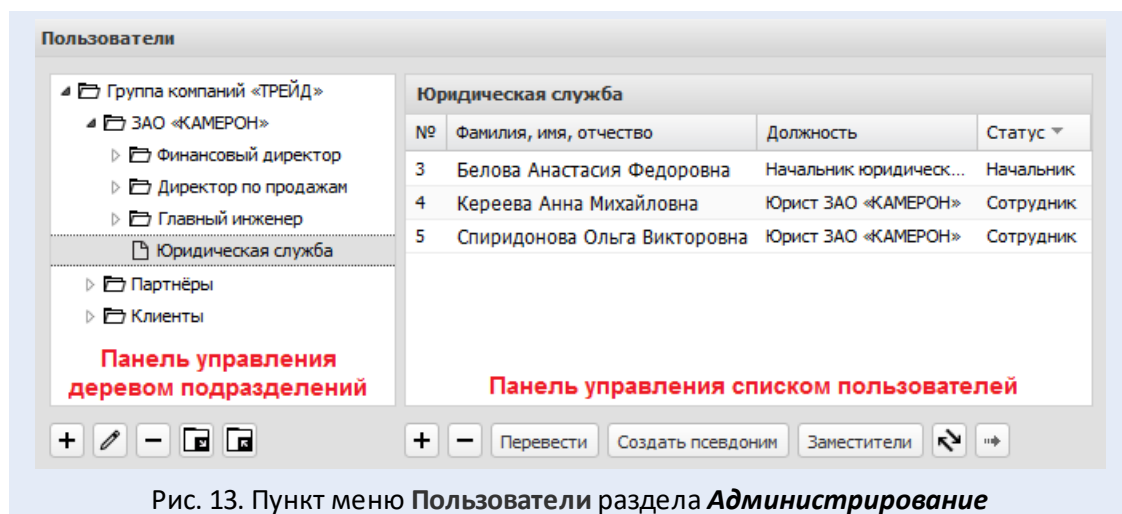 Пользователи
Группа компаний «ТРЕЙД»
ЗАО «КАМЕРОН»
Финансовый директор
Директор по продажам
Главный инженер
Юридическая служба
Партнёры
Клиенты
Панель управления
деревом подразделений
Юридическая служба
№ Фамилия, имя, отчество Должность Статус
3 Белова Анастасия Федоровна Начальник юридическ... Начальник
4 Кереева Анна Михайловна Юрист ЗАО «КАМЕРОН» Сотрудник
5 Спиридонова Ольга Викторовна Юрист ЗАО «КАМЕРОН» Сотрудник
Панель управления списком пользователей
Перевести Создать псевдоним Заместители
Рис. 13. Пункт меню Пользователи раздела Администрирование